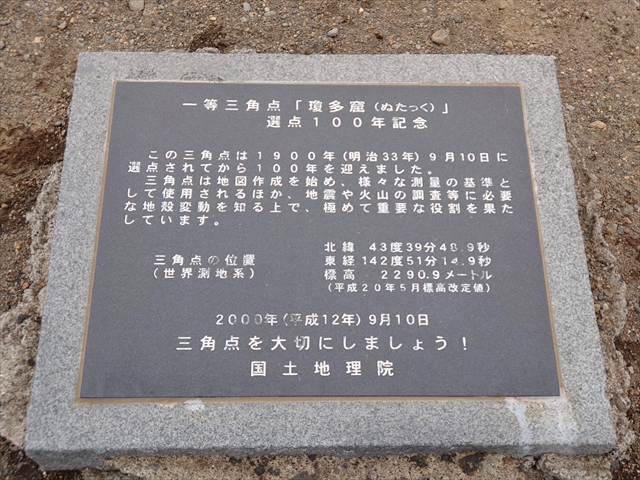 一等三角点「瓊多窟(ぬたっく)」
選点100年記念
この三角点は1900年(明治33年)9月10日に
選点されてから100年を迎えました。
三角点は地図作成を始め、様々な測量の基準と
して使用されるほか、地震や火山の調査等に必要
な地殻変動を知る上で、極めて重要な役割を果た
しています。
三角点の位置
(世界測地系)
北緯 43度39分48.9秒
東経 142度51分14.9秒
標高 2290.9メートル
(平成20年5月標高改定値)
2000年(平成12年)9月10日
三角点を大切にしましょう!
国土地理院